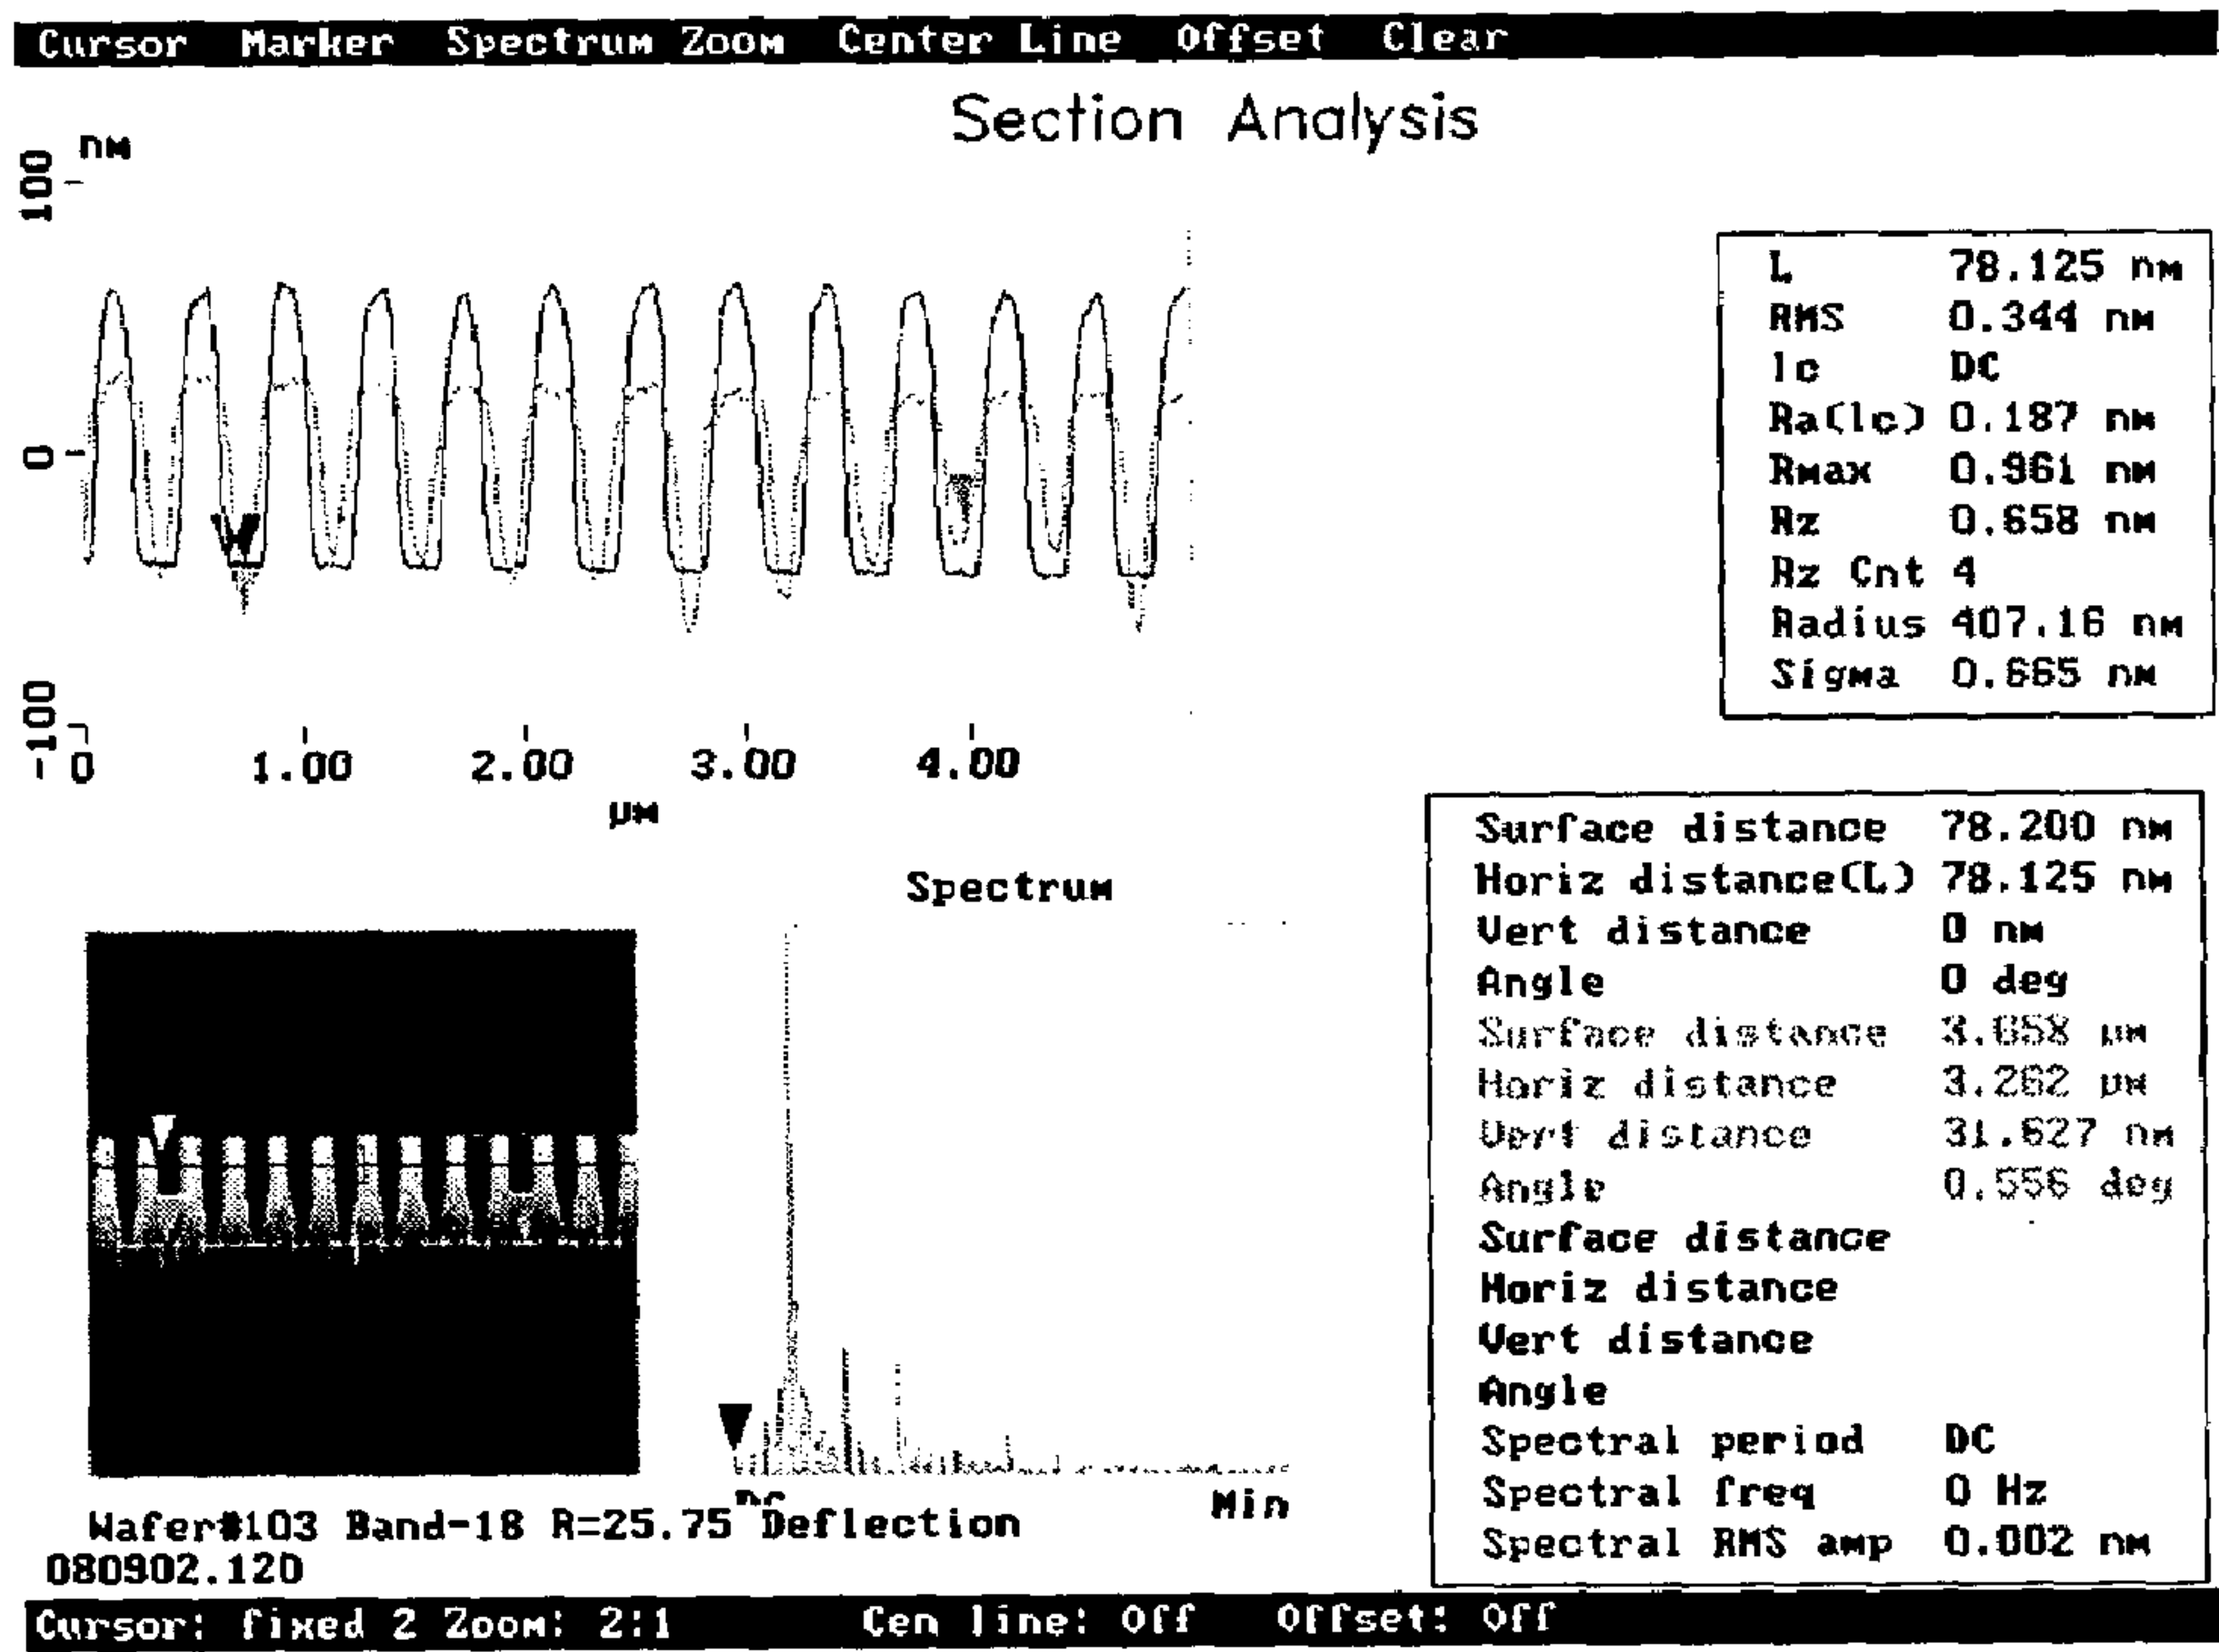 Cursor Marker Spectrum Zoom Center Line Offset Clear
Section Analysis
nM
100
0
-100
0 1.00 2.00 3.00 4.00
µM
L 78.125 nM
RMS 0.344 nM
lc DC
Ra(lc) 0.187 nM
Rmax 0.961 nM
Rz 0.658 nM
Rz Cnt 4
Radius 407.16 nM
Sigma 0.665 nM
Surface distance 78.200 nM
Horiz distance(L) 78.125 nM
Vert distance 0 nM
Angle 0 deg
Surface distance µM
Horiz distance 3.262 µM
Vert distance 31.627 nM
Angle 0.556 deg
Surface distance
Horiz distance
Vert distance
Angle
Spectral period DC
Spectral freq 0 Hz
Spectral RMS amp 0.002 nM
Spectrum
DC Min
Wafer#103 Band-18 R=25.75 Deflection
080902.120
Cursor: fixed 2 Zoom: 2:1 Cen line: Off Offset: Off